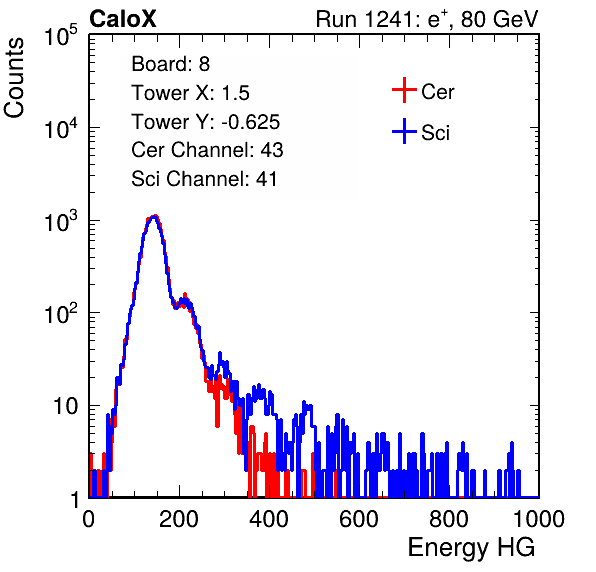 CaloX
Run 1241: e⁺, 80 GeV
Counts
10⁵
10⁴
10³
10²
10
1
Board: 8
Tower X: 1.5
Tower Y: -0.625
Cer Channel: 43
Sci Channel: 41
Cer
Sci
0 200 400 600 800 1000
Energy HG